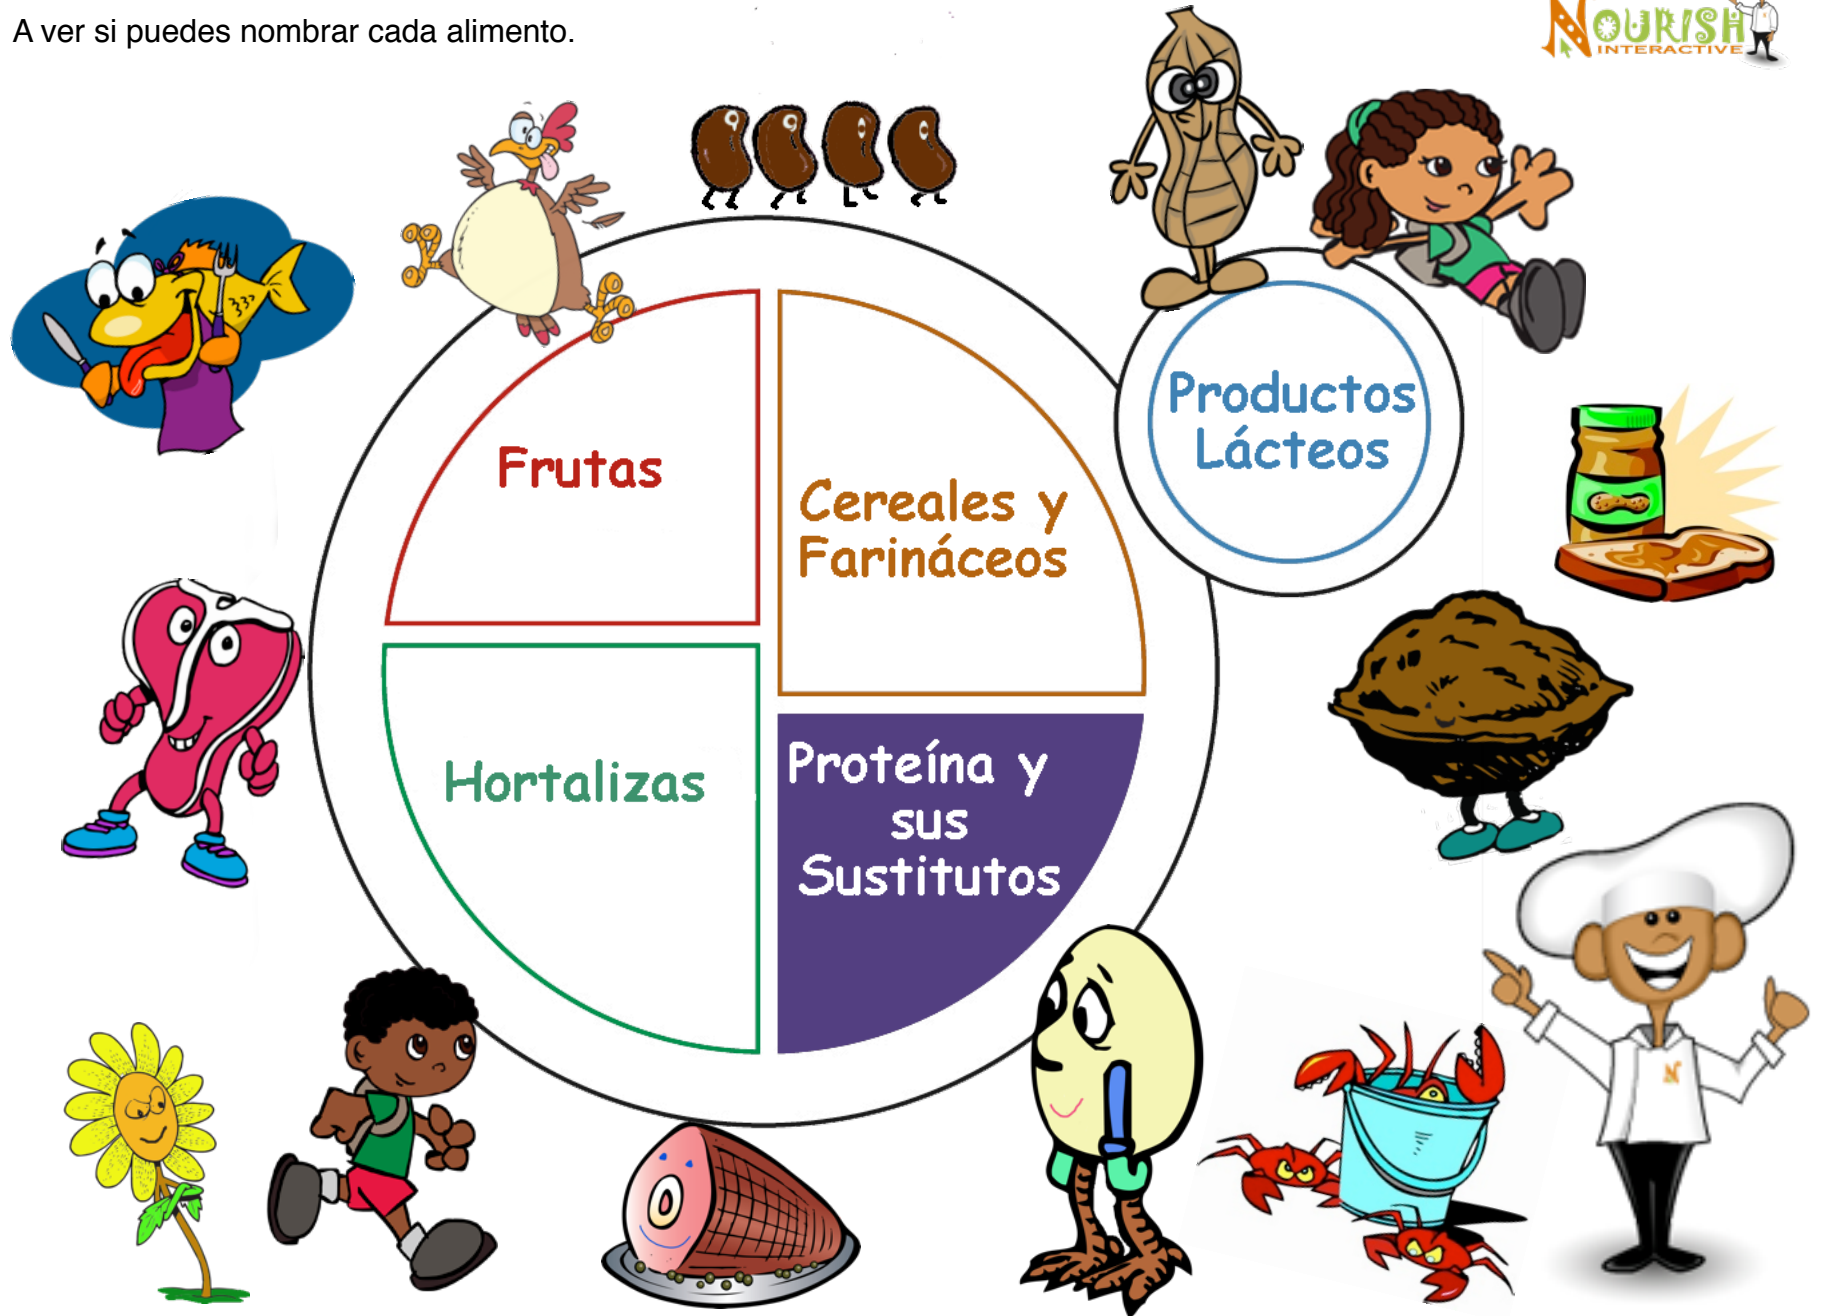 A ver si puedes nombrar cada alimento.
NOURISH
INTERACTIVE
Frutas
Cereales y
Farináceos
Productos
Lácteos
Hortalizas
Proteína y
sus
Sustitutos
N